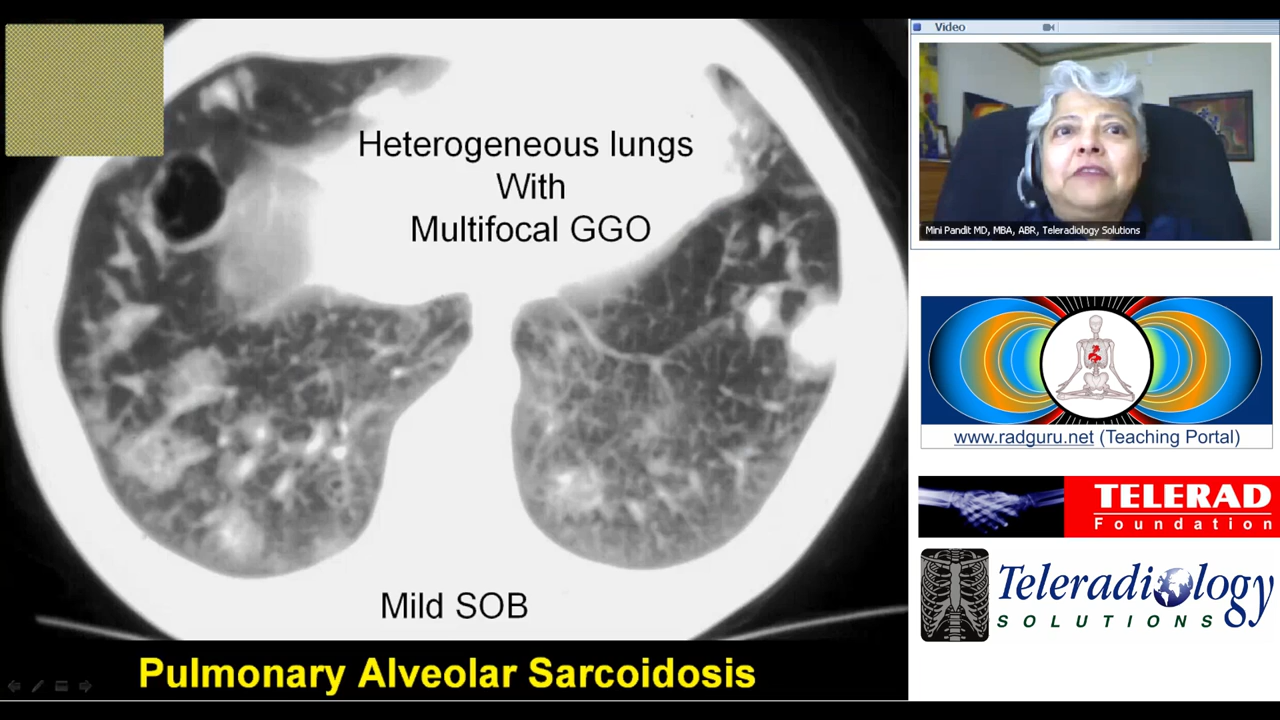 Video
Heterogeneous lungs
With
Multifocal GGO
Mild SOB
Pulmonary Alveolar Sarcoidosis
Mini Pandit MD, MBA, ABR, Teleradiology Solutions
www.radguru.net (Teaching Portal)
TELERAD
Foundation
Teleradiology
SOLUTIONS